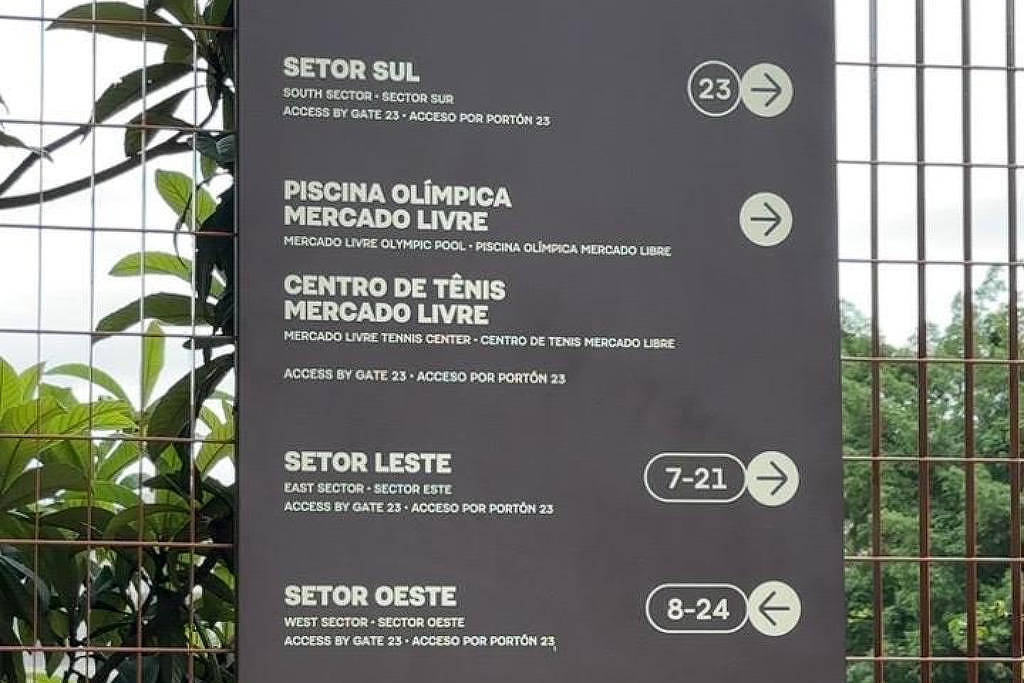 SETOR SUL
SOUTH SECTOR • SECTOR SUR
ACCESS BY GATE 23 • ACCESO POR PORTÓN 23
23
PISCINA OLÍMPICA
MERCADO LIVRE
MERCADO LIVRE OLYMPIC POOL • PISCINA OLÍMPICA MERCADO LIBRE
CENTRO DE TÊNIS
MERCADO LIVRE
MERCADO LIVRE TENNIS CENTER • CENTRO DE TENIS MERCADO LIBRE
ACCESS BY GATE 23 • ACCESO POR PORTÓN 23
SETOR LESTE
EAST SECTOR • SECTOR ESTE
ACCESS BY GATE 23 • ACCESO POR PORTÓN 23
7-21
SETOR OESTE
WEST SECTOR • SECTOR OESTE
ACCESS BY GATE 23 • ACCESO POR PORTÓN 23
8-24